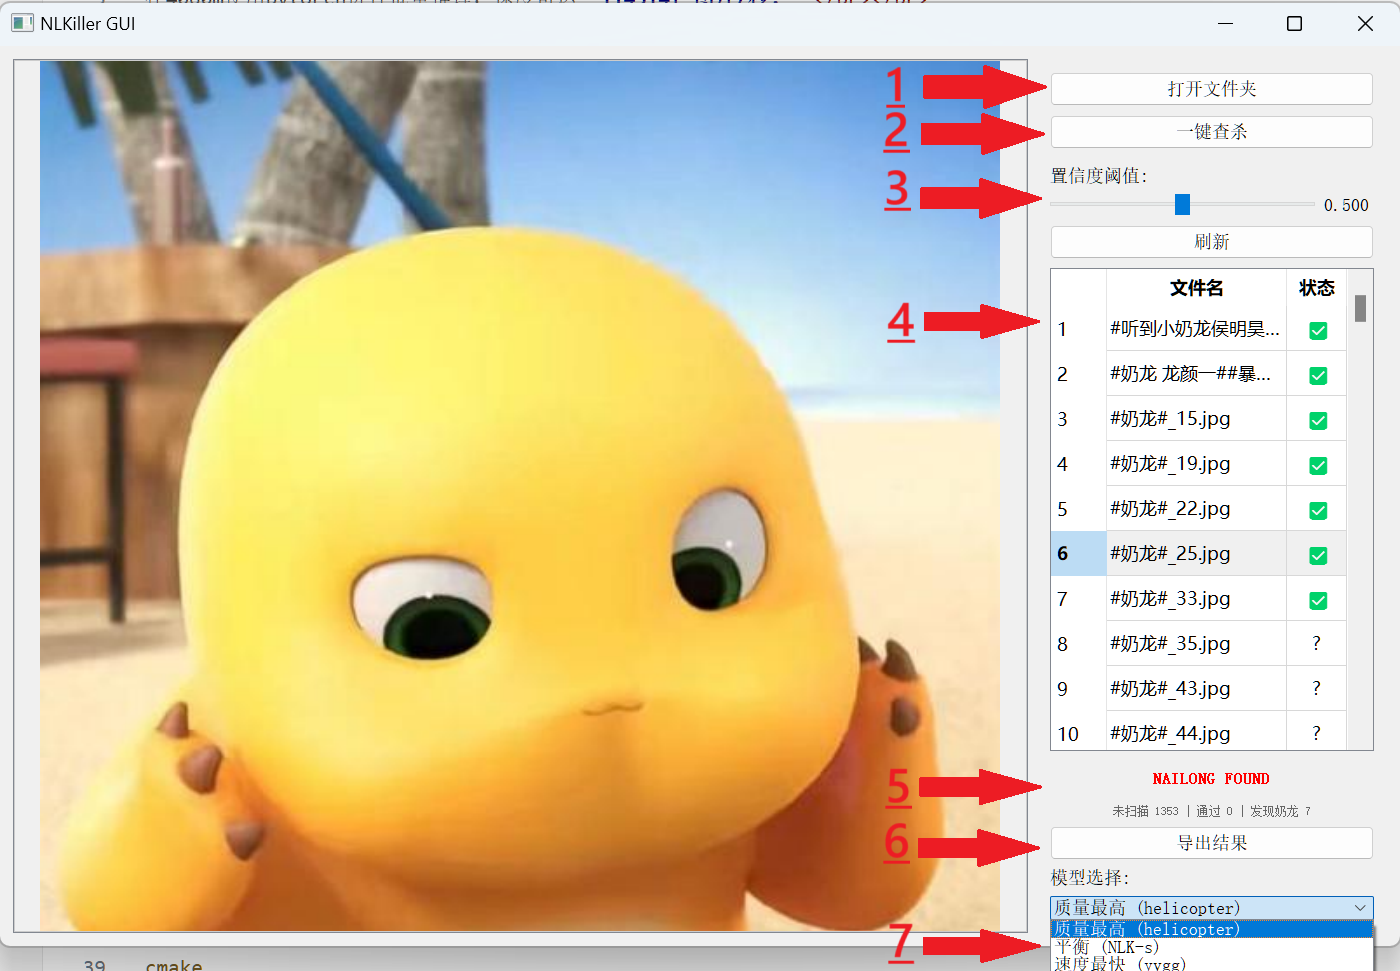 NLKiller GUI
1
打开文件夹
2
一键查杀
置信度阈值:
3
0.500
刷新
文件名 状态
4
1 #听到小奶龙侯明昊...
2 #奶龙 龙颜一##暴...
3 #奶龙#_15.jpg
4 #奶龙#_19.jpg
5 #奶龙#_22.jpg
6 #奶龙#_25.jpg
7 #奶龙#_33.jpg
8 #奶龙#_35.jpg ?
9 #奶龙#_43.jpg ?
10 #奶龙#_44.jpg ?
NAILONG FOUND
5
未扫描 1353 | 通过 0 | 发现奶龙 7
6
导出结果
模型选择:
质量最高 (helicopter)
质量最高 (helicopter)
7
平衡 (NLK-s)
速度最快 (yygg)
39 cmake